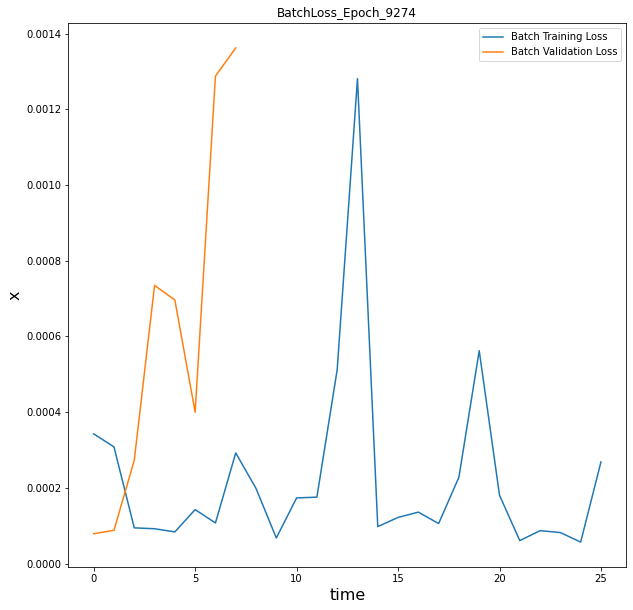 BatchLoss_Epoch_9274
Batch Training Loss
Batch Validation Loss
0.0014
0.0012
0.0010
0.0008
0.0006
0.0004
0.0002
0.0000
x
0 5 10 15 20 25
time